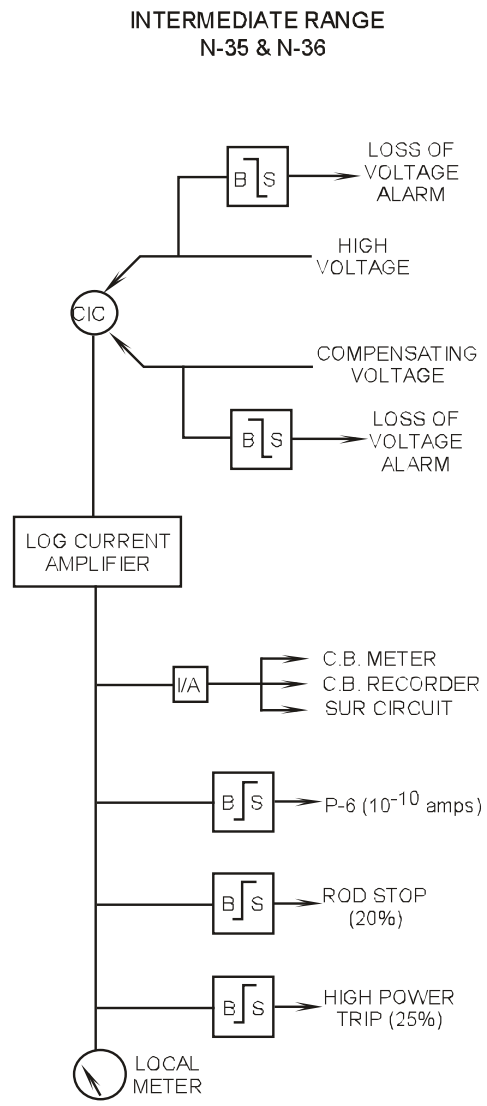 INTERMEDIATE RANGE
N-35 & N-36
B S
LOSS OF
VOLTAGE
ALARM
HIGH
VOLTAGE
CIC
COMPENSATING
VOLTAGE
B S
LOSS OF
VOLTAGE
ALARM
LOG CURRENT
AMPLIFIER
I/A
C.B. METER
C.B. RECORDER
SUR CIRCUIT
B S
P-6 (10⁻¹⁰ amps)
B S
ROD STOP
(20%)
B S
HIGH POWER
TRIP (25%)
LOCAL
METER